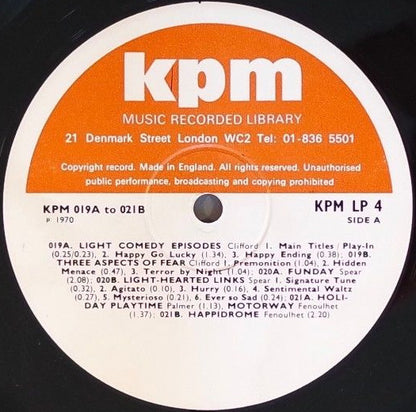 kpm
MUSIC RECORDED LIBRARY
21 Denmark Street London WC2 Tel: 01-836 5501
Copyright record. Made in England. All rights reserved. Unauthorised
public performance, broadcasting and copying prohibited
KPM 019A to 021B
P 1970
KPM LP 4
SIDE A
019A. LIGHT COMEDY EPISODES Clifford 1. Main Titles/Play-In
(0.25/0.23), 2. Happy Go Lucky (1.34), 3. Happy Ending (0.38); 019B.
THREE ASPECTS OF FEAR Clifford 1. Premonition (1.04), 2. Hidden
Menace (0.47), 3. Terror by Night (1.04); 020A. FUNDAY Spear
(2.08); 020B. LIGHT-HEARTED LINKS Spear 1. Signature Tune
(0.32), 2. Agitato (0.10), 3. Hurry (0.16), 4. Sentimental Waltz
(0.27), 5. Mysterioso (0.21), 6. Ever so Sad (0.24); 021A. HOLI-
DAY PLAYTIME Palmer (1.13), MOTORWAY Fenoulhet
(1.37); 021B. HAPPIDROME Fenoulhet (2.20)